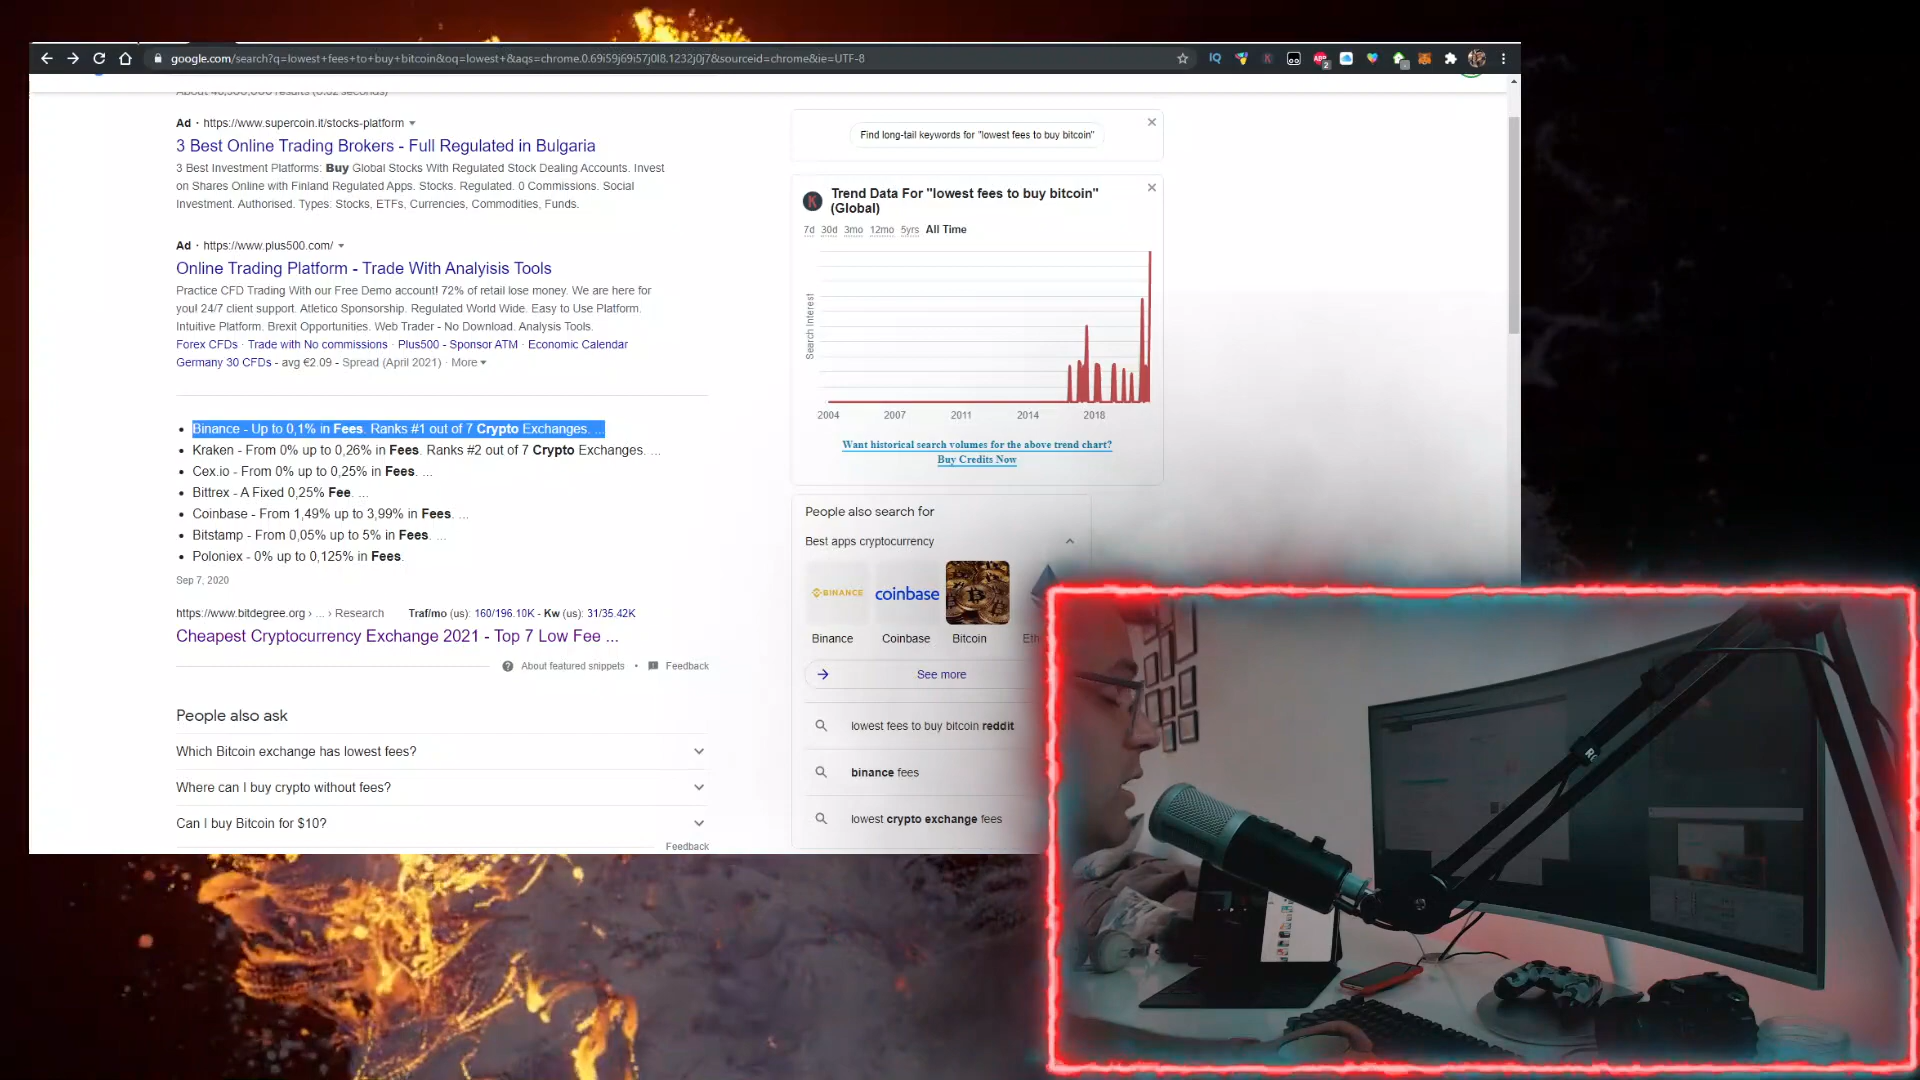 google.com/search?q=lowest+fees+to+buy+bitcoin&oq=lowest+&aqs=chrome.0.69i59j69i57j0l8.1232j0j7&sourceid=chrome&ie=UTF-8
Ad · https://www.supercoin.it/stocks-platform
3 Best Online Trading Brokers - Full Regulated in Bulgaria
3 Best Investment Platforms: Buy Global Stocks With Regulated Stock Dealing Accounts. Invest
on Shares Online with Finland Regulated Apps. Stocks. Regulated. 0 Commissions. Social
Investment. Authorised. Types: Stocks, ETFs, Currencies, Commodities, Funds.
Ad · https://www.plus500.com/
Online Trading Platform - Trade With Analyisis Tools
Practice CFD Trading With our Free Demo account! 72% of retail lose money. We are here for
you! 24/7 client support. Atletico Sponsorship. Regulated World Wide. Easy to Use Platform.
Intuitive Platform. Brexit Opportunities. Web Trader - No Download. Analysis Tools.
Forex CFDs · Trade with No commissions · Plus500 - Sponsor ATM · Economic Calendar
Germany 30 CFDs - avg €2.09 - Spread (April 2021) · More
• Binance - Up to 0,1% in Fees. Ranks #1 out of 7 Crypto Exchanges. ...
• Kraken - From 0% up to 0,26% in Fees. Ranks #2 out of 7 Crypto Exchanges. ...
• Cex.io - From 0% up to 0,25% in Fees. ...
• Bittrex - A Fixed 0,25% Fee. ...
• Coinbase - From 1,49% up to 3,99% in Fees. ...
• Bitstamp - From 0,05% up to 5% in Fees. ...
• Poloniex - 0% up to 0,125% in Fees.
Sep 7, 2020
https://www.bitdegree.org › ... › Research Traf/mo (us): 160/196.10K - Kw (us): 31/35.42K
Cheapest Cryptocurrency Exchange 2021 - Top 7 Low Fee ...
About featured snippets • Feedback
People also ask
Which Bitcoin exchange has lowest fees?
Where can I buy crypto without fees?
Can I buy Bitcoin for $10?
Feedback
Find long-tail keywords for "lowest fees to buy bitcoin"
Trend Data For "lowest fees to buy bitcoin"
(Global)
7d 30d 3mo 12mo 5yrs All Time
Search Interest
2004 2007 2011 2014 2018
Want historical search volumes for the above trend chart?
Buy Credits Now
People also search for
Best apps cryptocurrency
BINANCE coinbase
Binance Coinbase Bitcoin Eth
See more
lowest fees to buy bitcoin reddit
binance fees
lowest crypto exchange fees